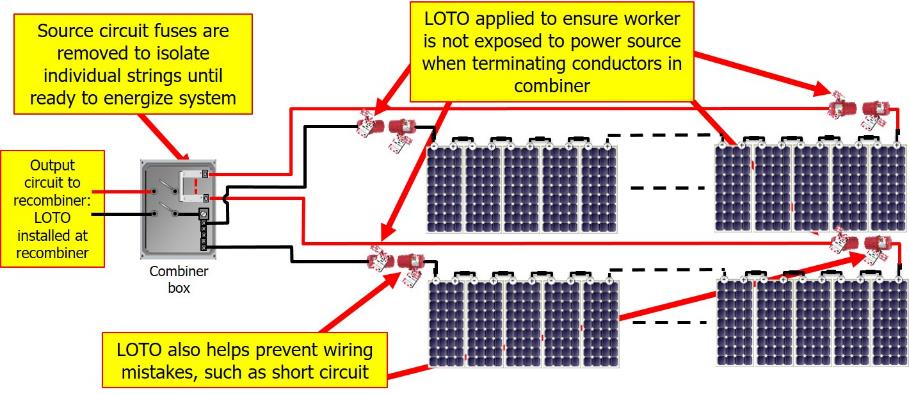 Source circuit fuses are
removed to isolate
individual strings until
ready to energize system
LOTO applied to ensure worker
is not exposed to power source
when terminating conductors in
combiner
Output
circuit to
recombiner:
LOTO
installed at
recombiner
Combiner
box
LOTO also helps prevent wiring
mistakes, such as short circuit